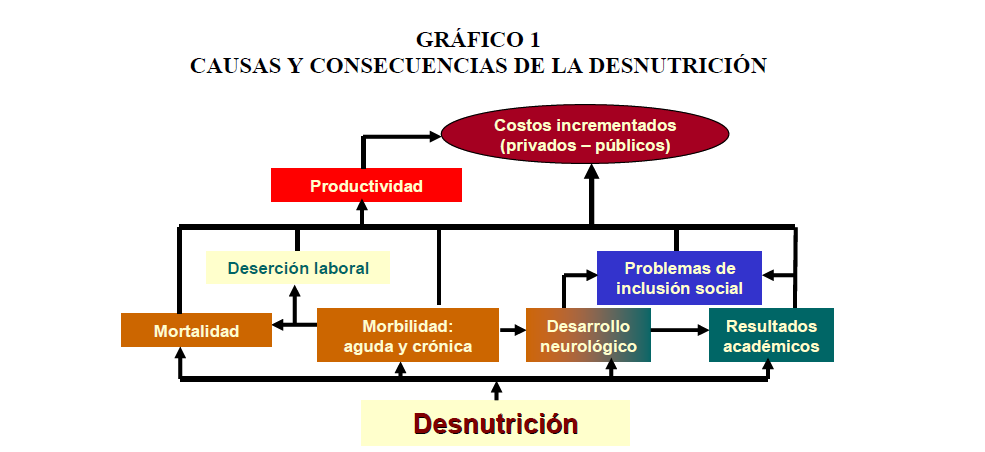 GRÁFICO 1
CAUSAS Y CONSECUENCIAS DE LA DESNUTRICIÓN
Costos incrementados
(privados – públicos)
Productividad
Deserción laboral
Problemas de
inclusión social
Mortalidad
Morbilidad:
aguda y crónica
Desarrollo
neurológico
Resultados
académicos
Desnutrición